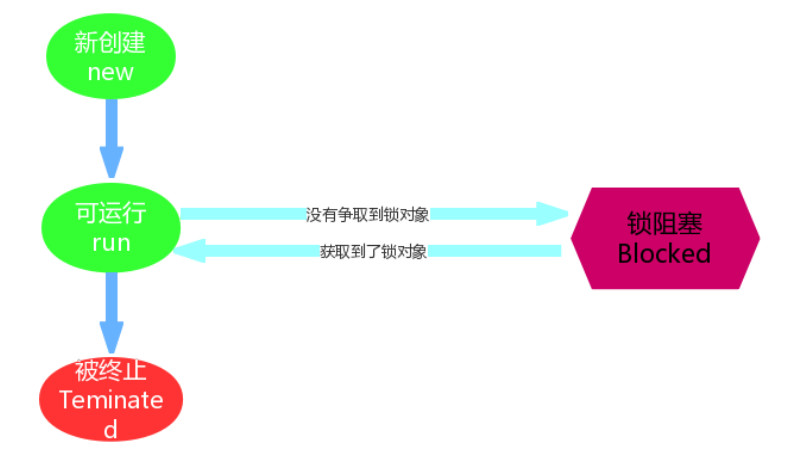 新创建
new
可运行
run
没有争取到锁对象
获取到了锁对象
锁阻塞
Blocked
被终止
Teminate
d